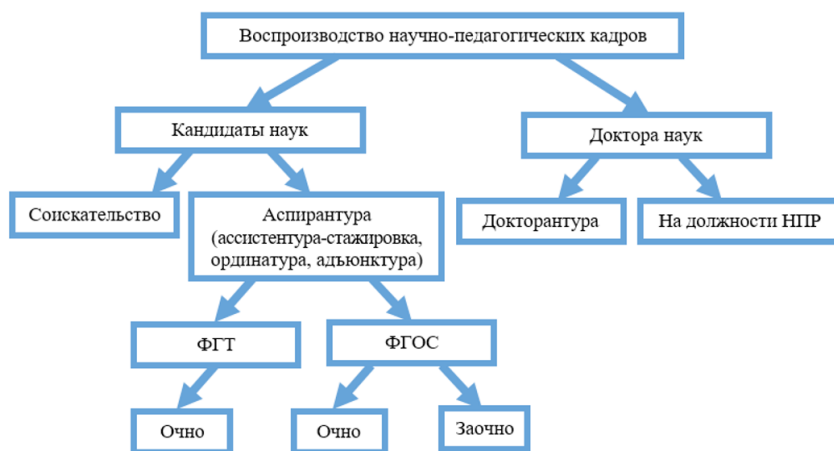 Воспроизводство научно-педагогических кадров
Кандидаты наук
Доктора наук
Соискательство
Аспирантура
(ассистентура-стажировка,
ординатура, адъюнктура)
Докторантура
На должности НПР
ФГТ
ФГОС
Очно
Очно
Заочно